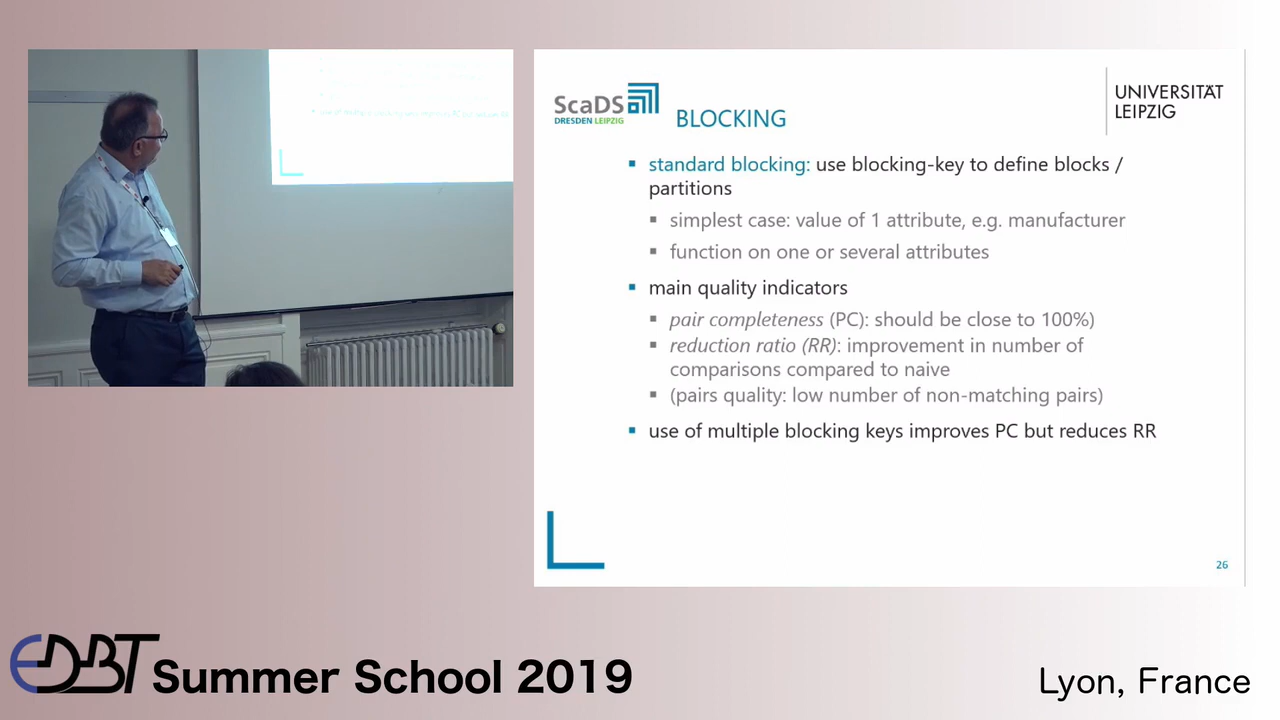 ScaDS
DRESDEN LEIPZIG
BLOCKING
UNIVERSITÄT
LEIPZIG
▪ standard blocking: use blocking-key to define blocks /
partitions
▪ simplest case: value of 1 attribute, e.g. manufacturer
▪ function on one or several attributes
▪ main quality indicators
▪ pair completeness (PC): should be close to 100%)
▪ reduction ratio (RR): improvement in number of
comparisons compared to naive
▪ (pairs quality: low number of non-matching pairs)
▪ use of multiple blocking keys improves PC but reduces RR
26
EDBT Summer School 2019
Lyon, France